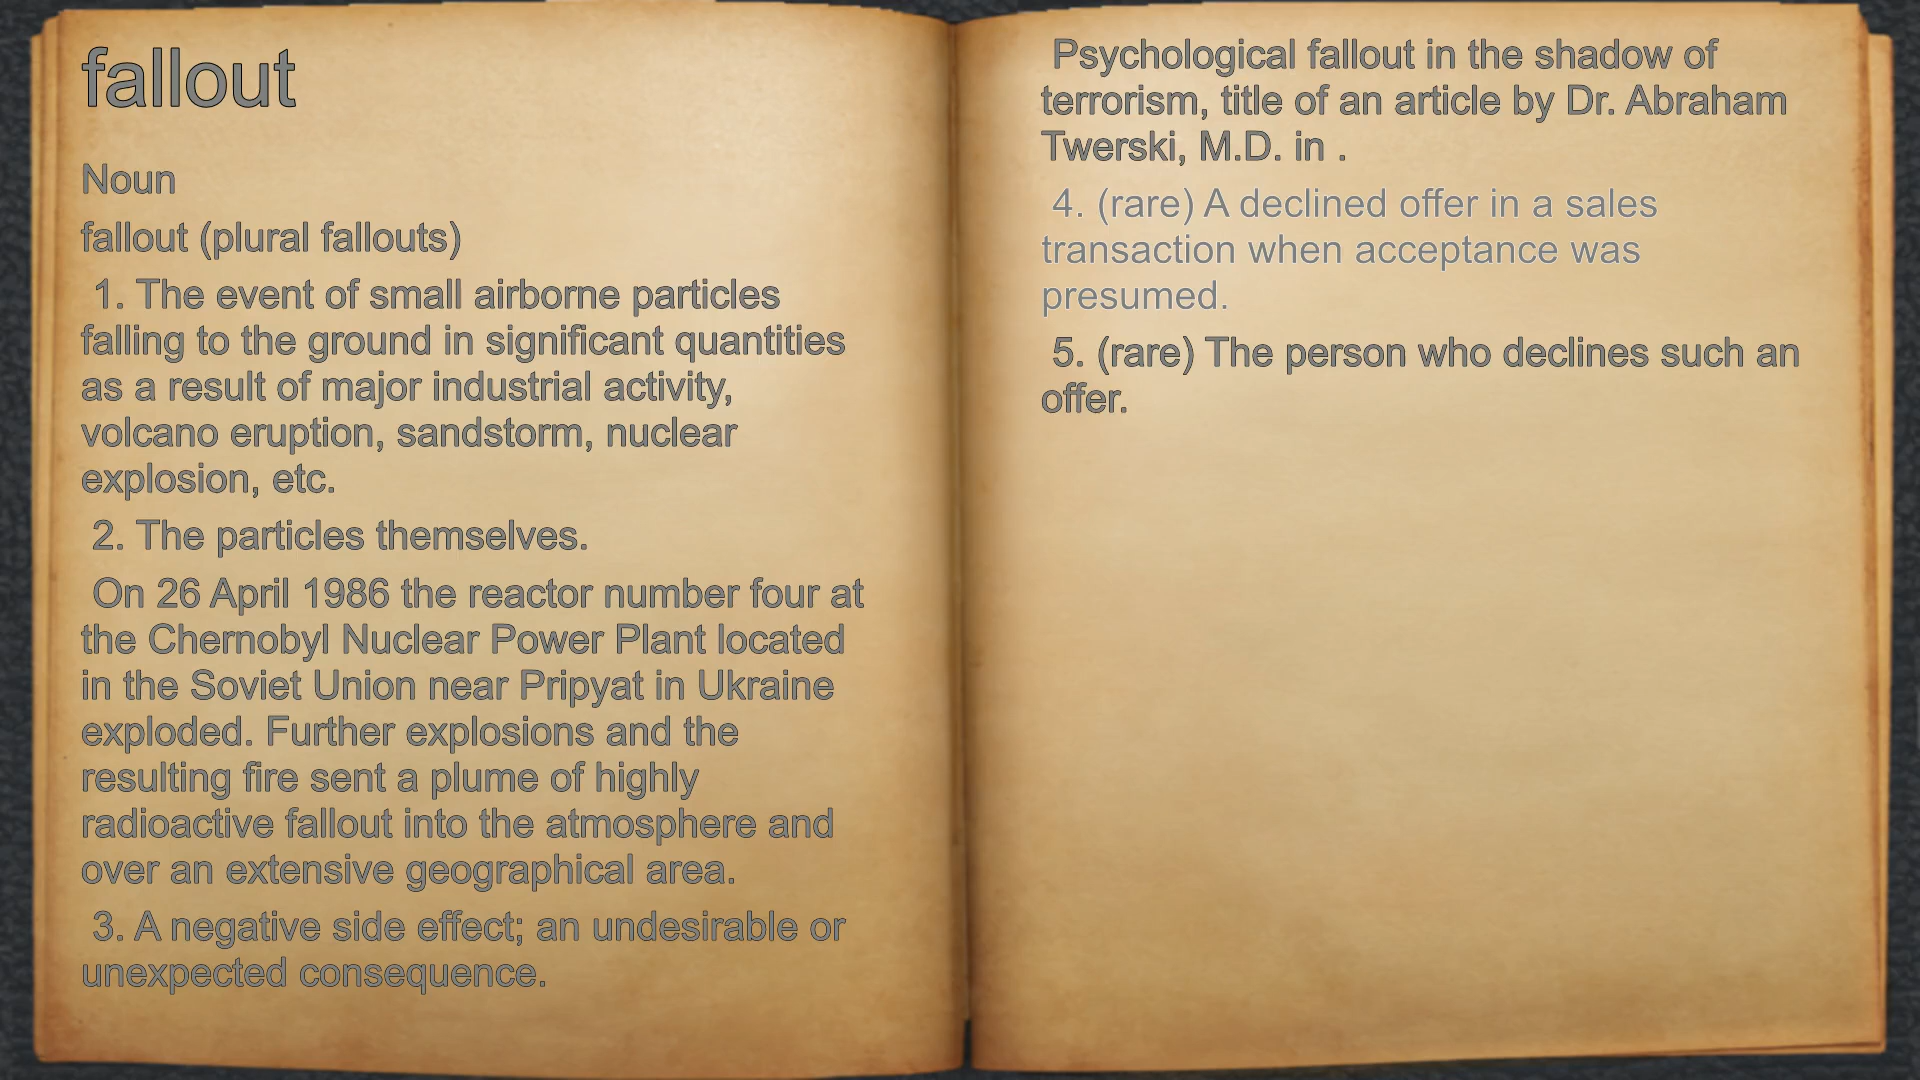 fallout
Noun
fallout (plural fallouts)
1. The event of small airborne particles
falling to the ground in significant quantities
as a result of major industrial activity,
volcano eruption, sandstorm, nuclear
explosion, etc.
2. The particles themselves.
On 26 April 1986 the reactor number four at
the Chernobyl Nuclear Power Plant located
in the Soviet Union near Pripyat in Ukraine
exploded. Further explosions and the
resulting fire sent a plume of highly
radioactive fallout into the atmosphere and
over an extensive geographical area.
3. A negative side effect; an undesirable or
unexpected consequence.
Psychological fallout in the shadow of
terrorism, title of an article by Dr. Abraham
Twerski, M.D. in .
4. (rare) A declined offer in a sales
transaction when acceptance was
presumed.
5. (rare) The person who declines such an
offer.